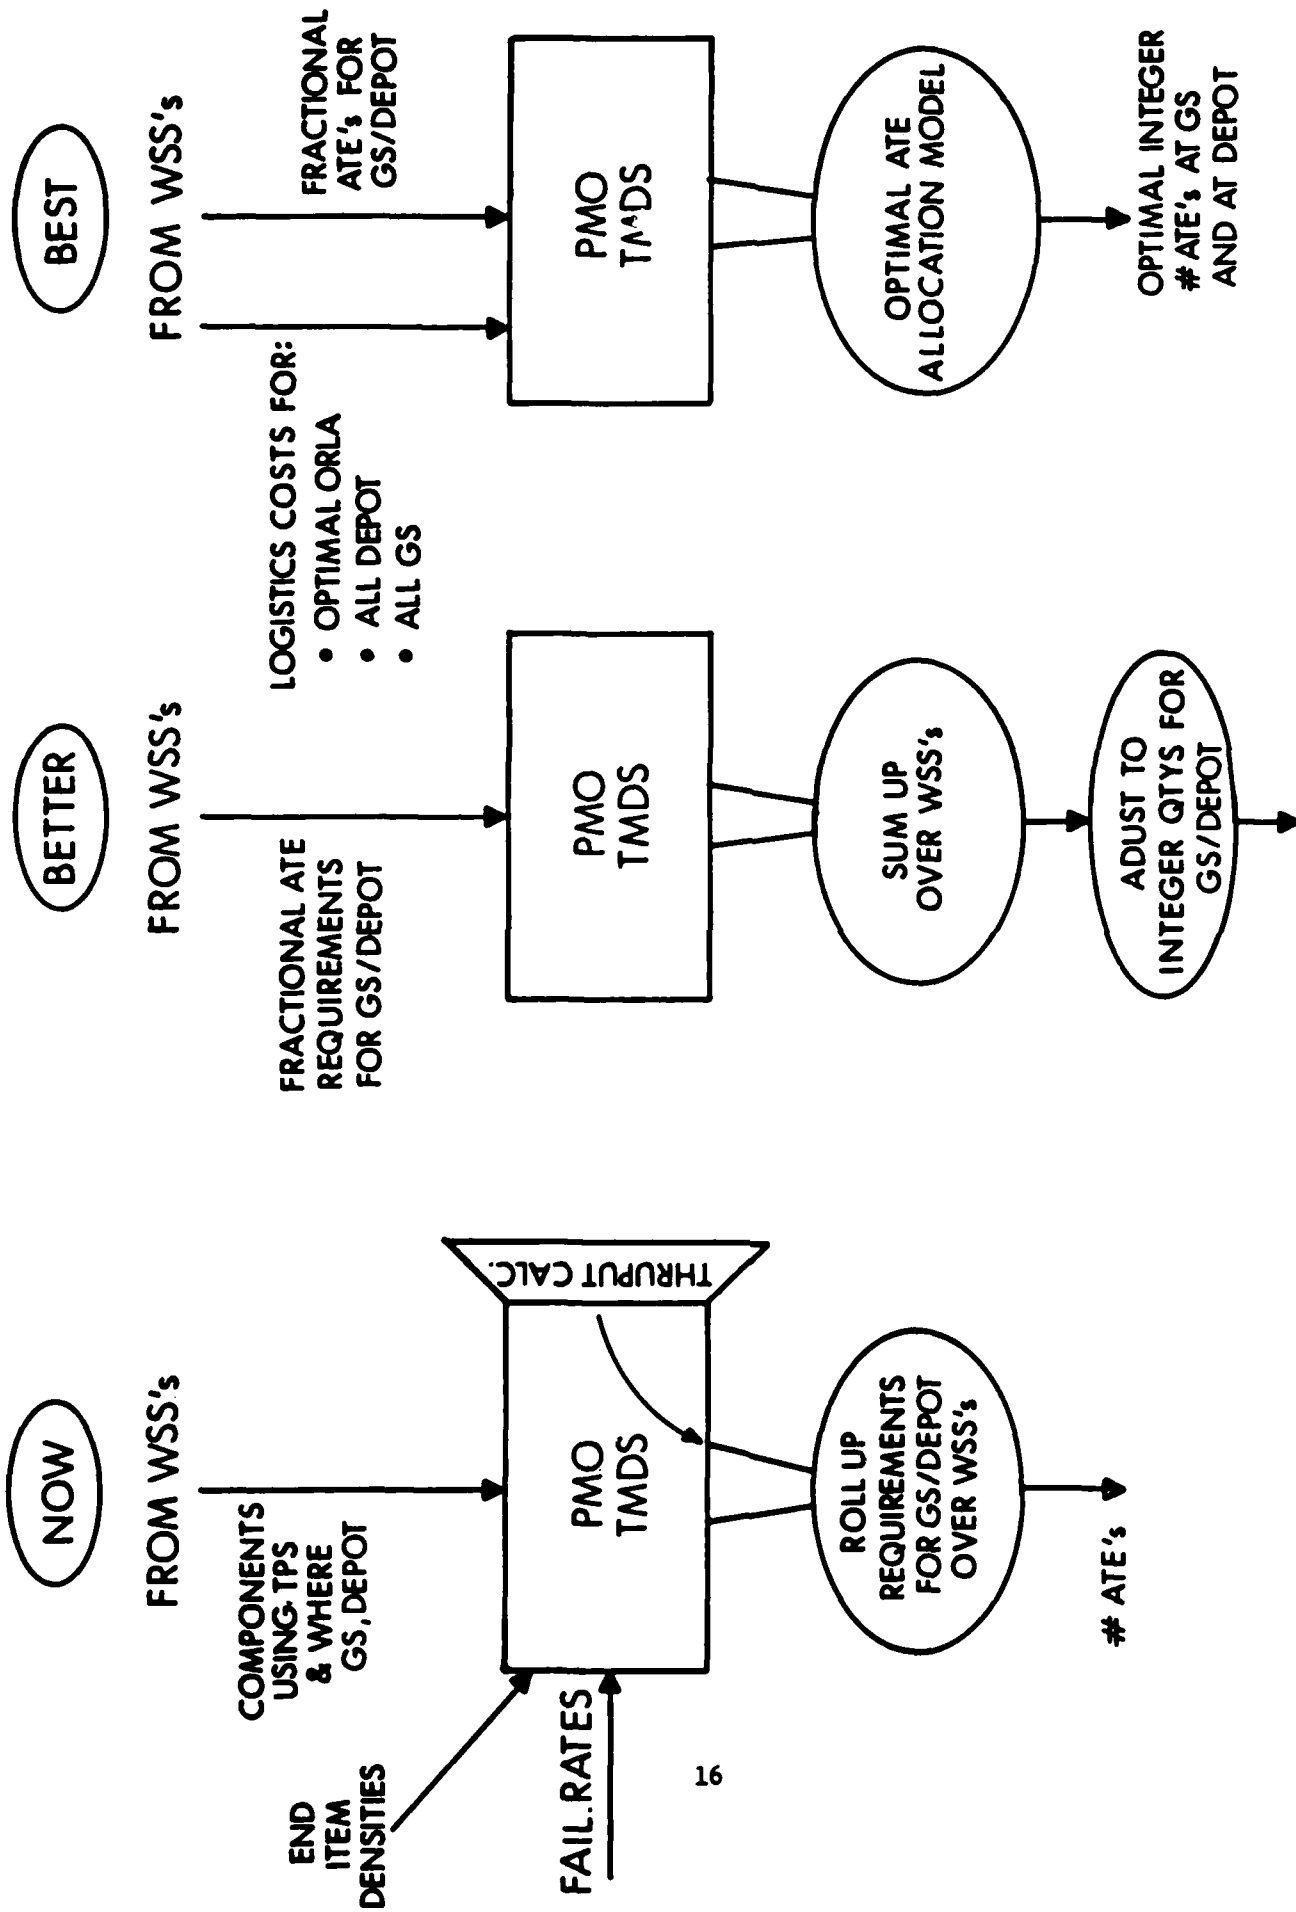 NOW
FROM WSS's
COMPONENTS
USING TPS
& WHERE
GS, DEPOT
END
ITEM
DENSITIES
FAIL.RATES
PMO
TMDS
THRUPUT CALC.
ROLL UP
REQUIREMENTS
FOR GS/DEPOT
OVER WSS's
# ATE's
BETTER
FROM WSS's
FRACTIONAL ATE
REQUIREMENTS
FOR GS/DEPOT
PMO
TMDS
SUM UP
OVER WSS's
ADUST TO
INTEGER QTYS FOR
GS/DEPOT
BEST
FROM WSS's
LOGISTICS COSTS FOR:
• OPTIMAL ORLA
• ALL DEPOT
• ALL GS
FRACTIONAL
ATE's FOR
GS/DEPOT
PMO
TMDS
OPTIMAL ATE
ALLOCATION MODEL
OPTIMAL INTEGER
# ATE's AT GS
AND AT DEPOT
16